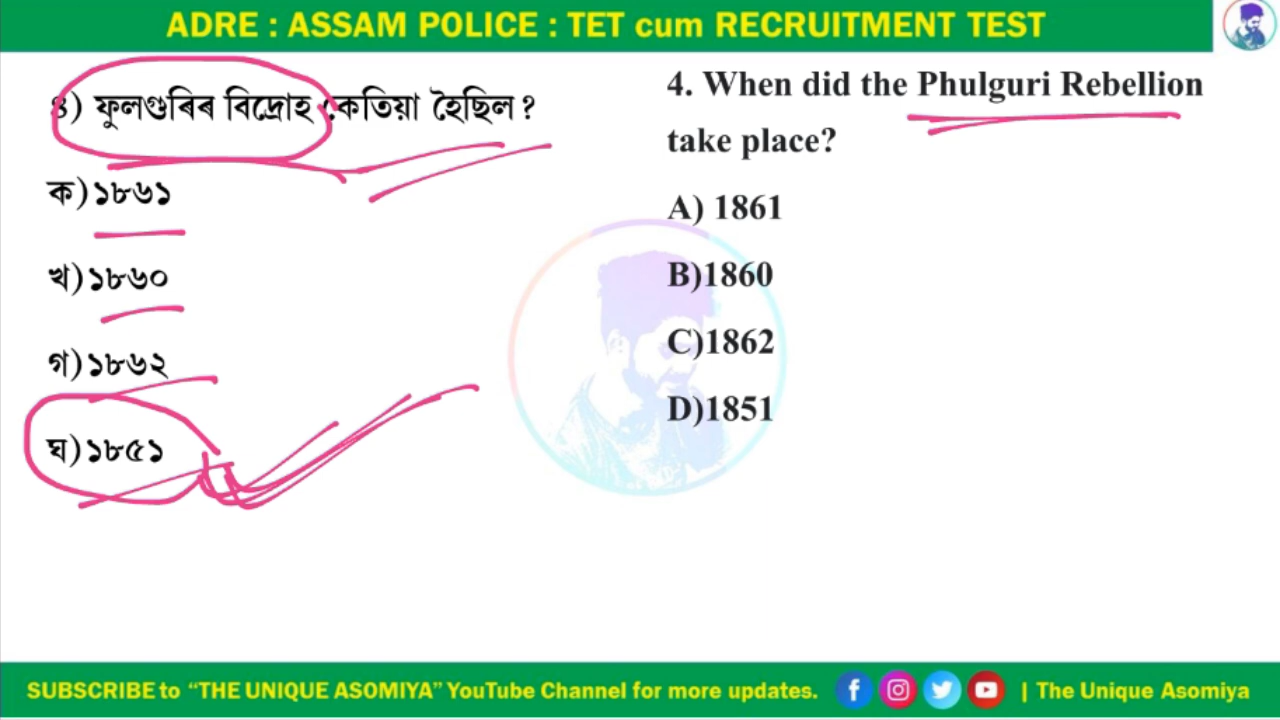 ADRE : ASSAM POLICE : TET cum RECRUITMENT TEST
৪) ফুলগুৰিৰ বিদ্ৰোহ কেতিয়া হৈছিল ?
ক) ১৮৬১
খ) ১৮৬০
গ) ১৮৬২
ঘ) ১৮৫১
4. When did the Phulguri Rebellion
take place?
A) 1861
B)1860
C)1862
D)1851
SUBSCRIBE to “THE UNIQUE ASOMIYA” YouTube Channel for more updates. | The Unique Asomiya